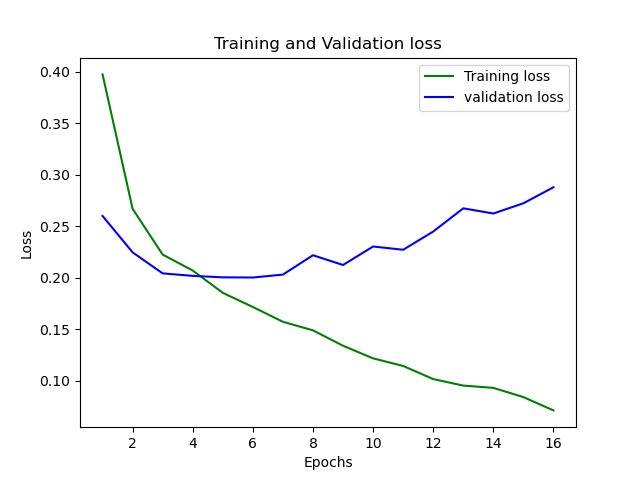 Training and Validation loss
Training loss
validation loss
0.40
0.35
0.30
0.25
0.20
0.15
0.10
Loss
2 4 6 8 10 12 14 16
Epochs